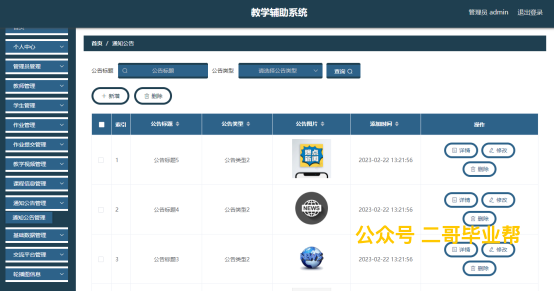 教学辅助系统
管理员 admin 退出登录
个人中心
首页 / 通知公告
管理员管理
公告标题 公告标题 公告类型 请选择公告类型 查询
教师管理
+ 新增 删除
学生管理
作业管理
索引 公告标题 公告类型 公告图片 添加时间 操作
作业提交管理
教学视频管理
1 公告标题5 公告类型2 热点新闻 2023-02-22 13:21:56 详情 修改 删除
课程信息管理
通知公告管理
通知公告管理
2 公告标题4 公告类型2 NEWS 2023-02-22 13:21:56 详情 修改 删除
基础数据管理
公众号 二哥毕业帮
交流平台管理
3 公告标题3 公告类型2 2023-02-22 13:21:56 详情 修改 删除
轮播图信息